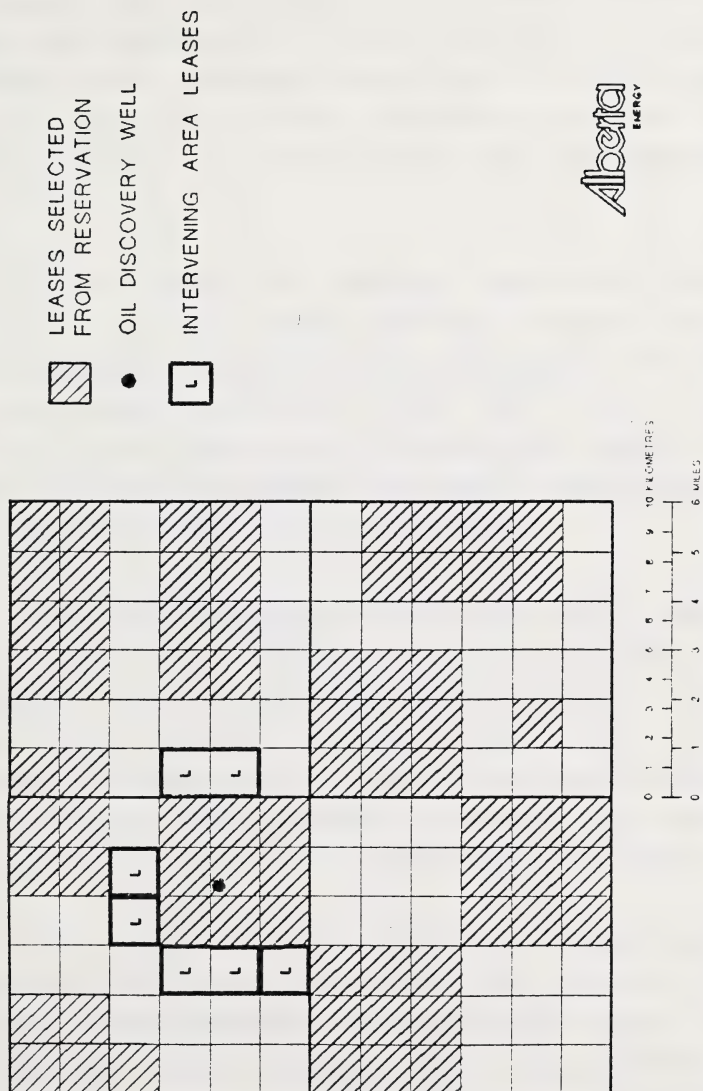 LEASES SELECTED
FROM RESERVATION
OIL DISCOVERY WELL
L
INTERVENING AREA LEASES
L
L
L
L
L
L
L
0 1 2 3 4 5 6 7 8 9 10 KILOMETRES
0 1 2 3 4 5 6 MILES
Alberta
ENERGY